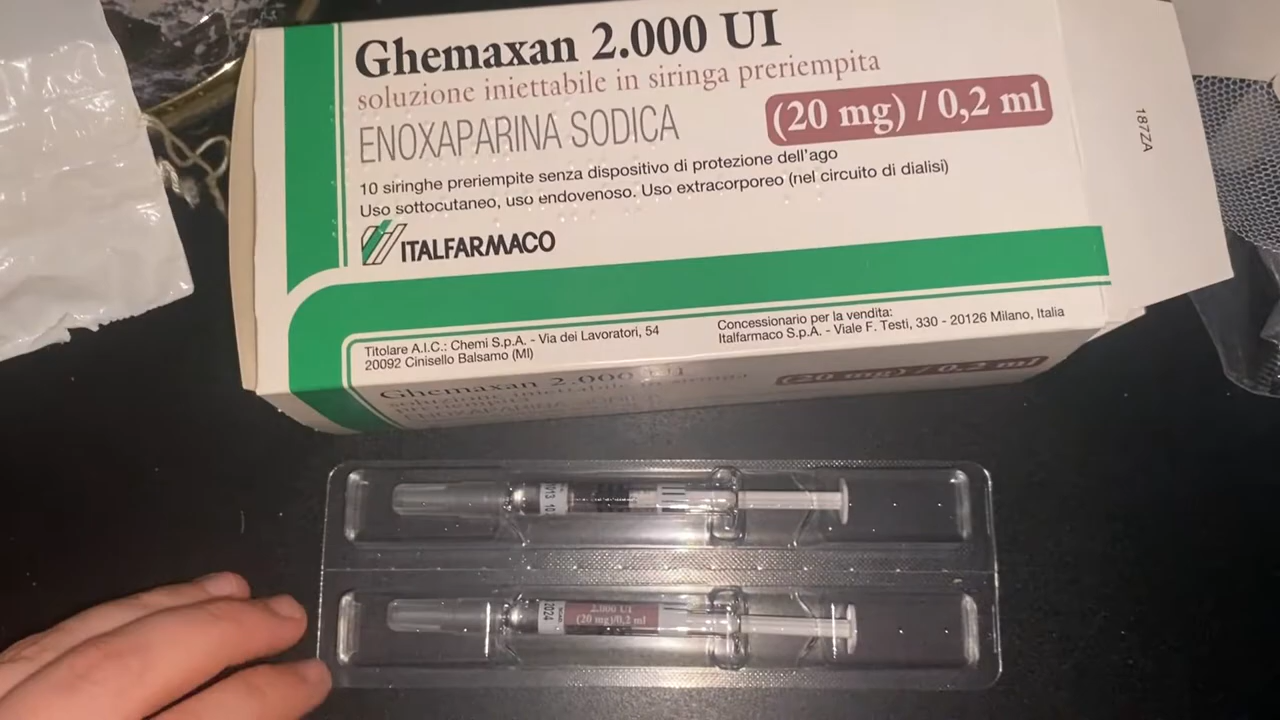 Ghemaxan 2.000 UI
soluzione iniettabile in siringa preriempita
ENOXAPARINA SODICA
(20 mg) / 0,2 ml
10 siringhe preriempite senza dispositivo di protezione dell'ago
Uso sottocutaneo, uso endovenoso. Uso extracorporeo (nel circuito di dialisi)
ITALFARMACO
187ZA
Titolare A.I.C.: Chemi S.p.A. - Via dei Lavoratori, 54
20092 Cinisello Balsamo (MI)
Concessionario per la vendita:
Italfarmaco S.p.A. - Viale F. Testi, 330 - 20126 Milano, Italia
Ghemaxan 2.000 UI
(20 mg) / 0,2 ml
2024
2.000 UI
(20 mg)/0,2 ml